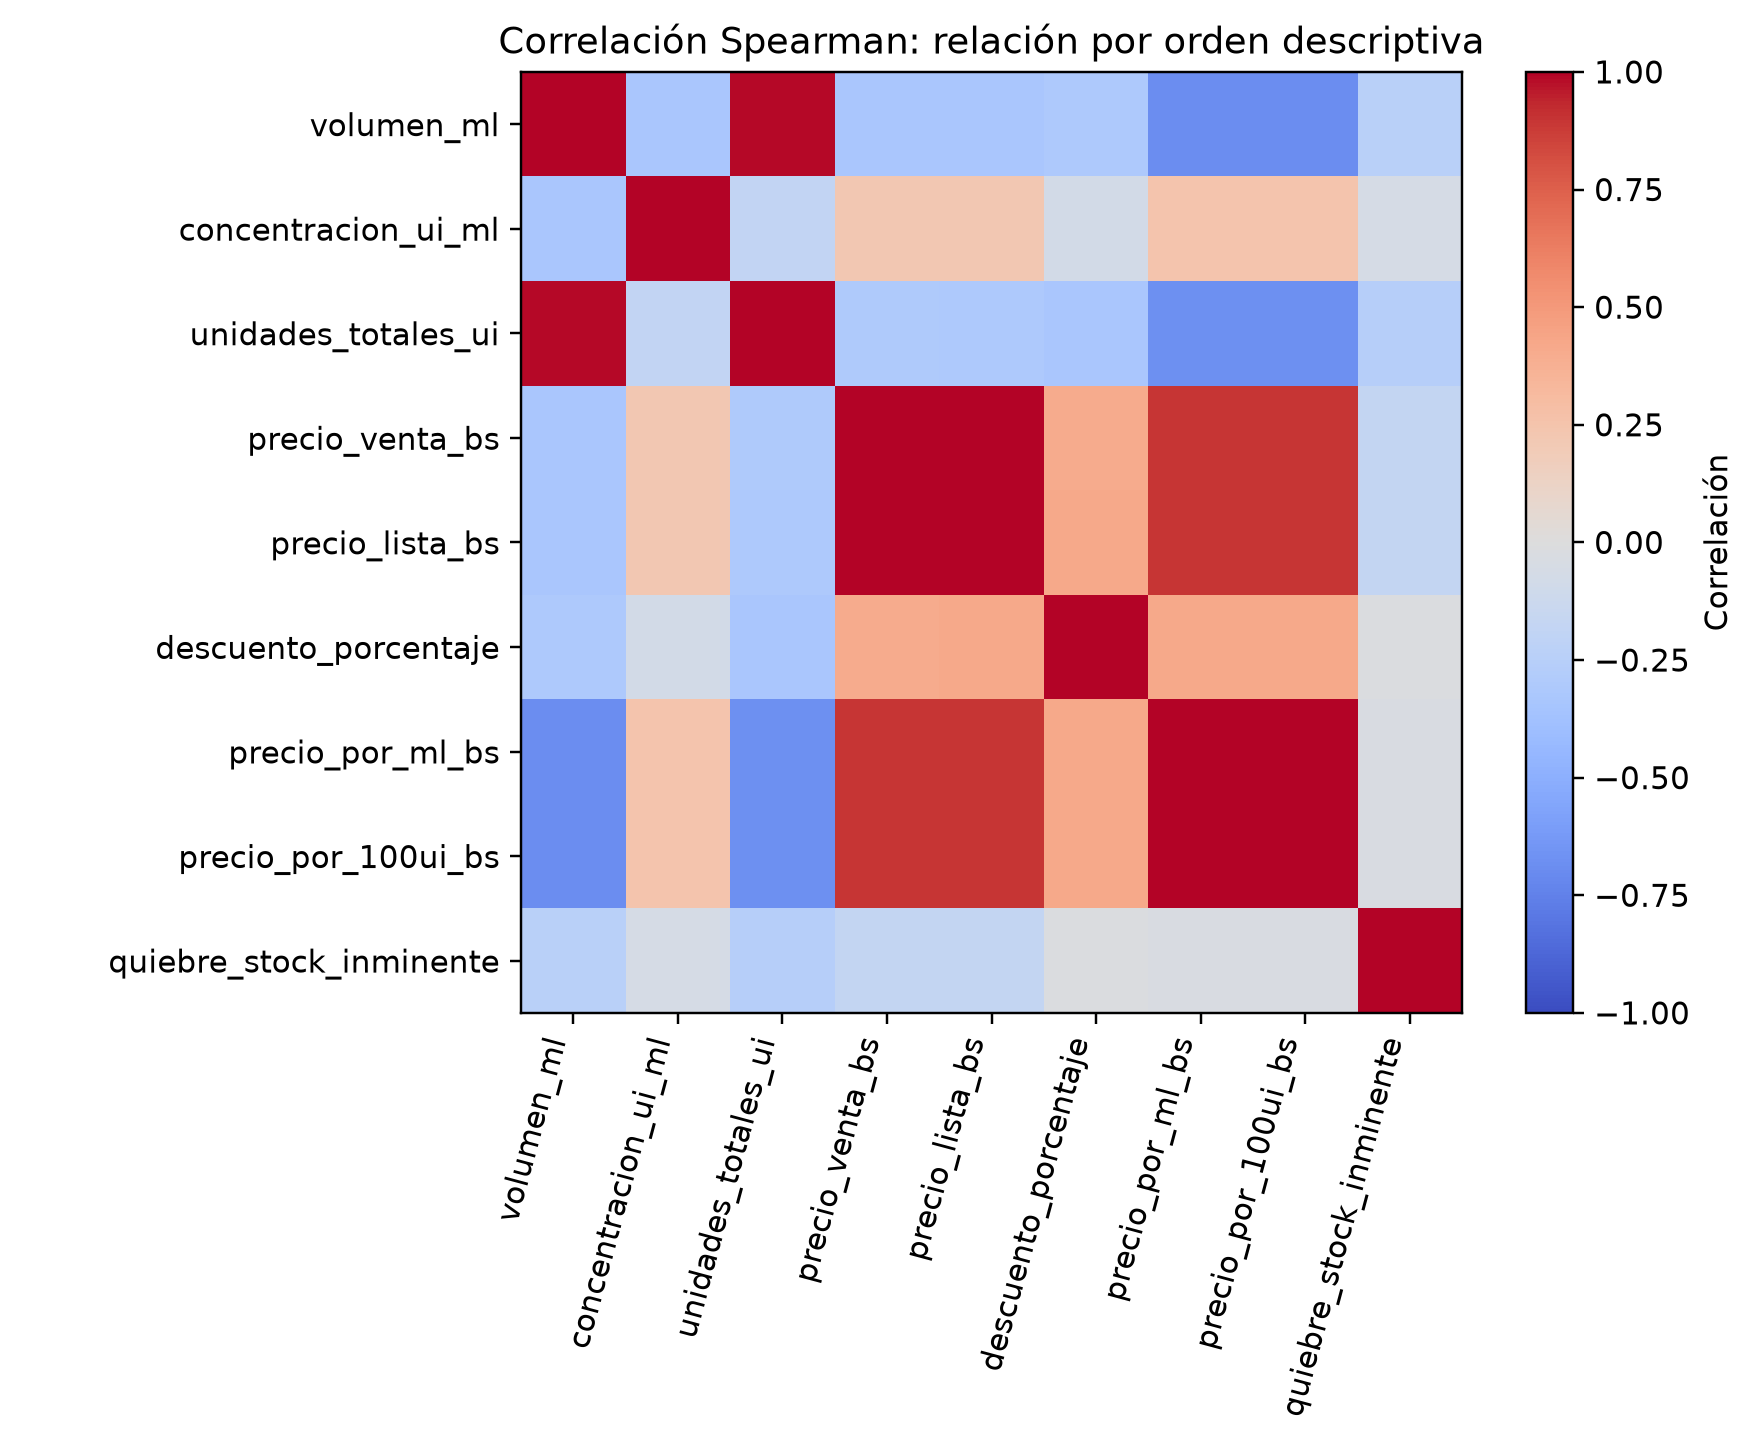 Correlación Spearman: relación por orden descriptiva
volumen_ml
concentracion_ui_ml
unidades_totales_ui
precio_venta_bs
precio_lista_bs
descuento_porcentaje
precio_por_ml_bs
precio_por_100ui_bs
quiebre_stock_inminente
volumen_ml
concentracion_ui_ml
unidades_totales_ui
precio_venta_bs
precio_lista_bs
descuento_porcentaje
precio_por_ml_bs
precio_por_100ui_bs
quiebre_stock_inminente
1.00
0.75
0.50
0.25
0.00
−0.25
−0.50
−0.75
−1.00
Correlación